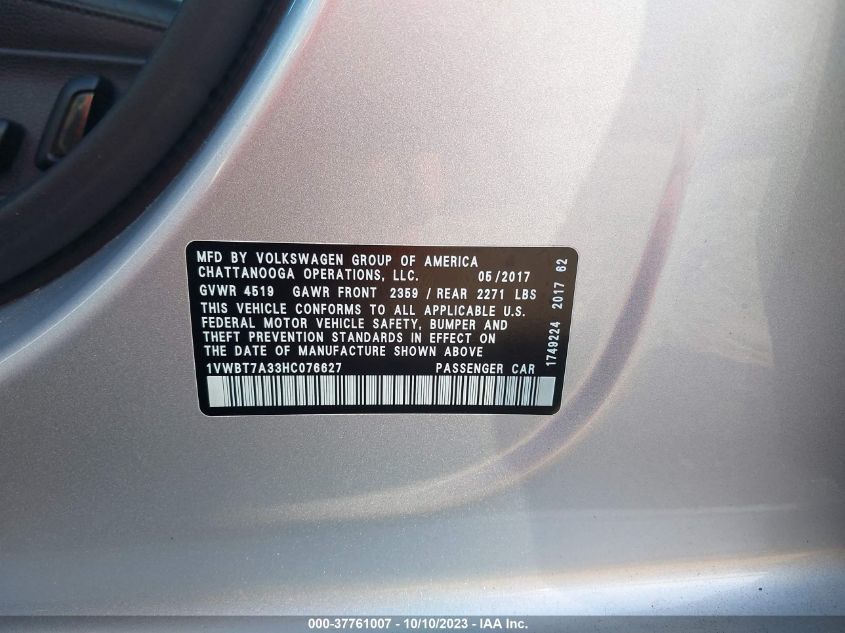 MFD BY VOLKSWAGEN GROUP OF AMERICA
CHATTANOOGA OPERATIONS, LLC. 05/2017
GVWR 4519 GAWR FRONT 2359 / REAR 2271 LBS
THIS VEHICLE CONFORMS TO ALL APPLICABLE U.S.
FEDERAL MOTOR VEHICLE SAFETY, BUMPER AND
THEFT PREVENTION STANDARDS IN EFFECT ON
THE DATE OF MANUFACTURE SHOWN ABOVE
1VWBT7A33HC076627 PASSENGER CAR
1749224 2017 62
000-37761007 - 10/10/2023 - IAA Inc.